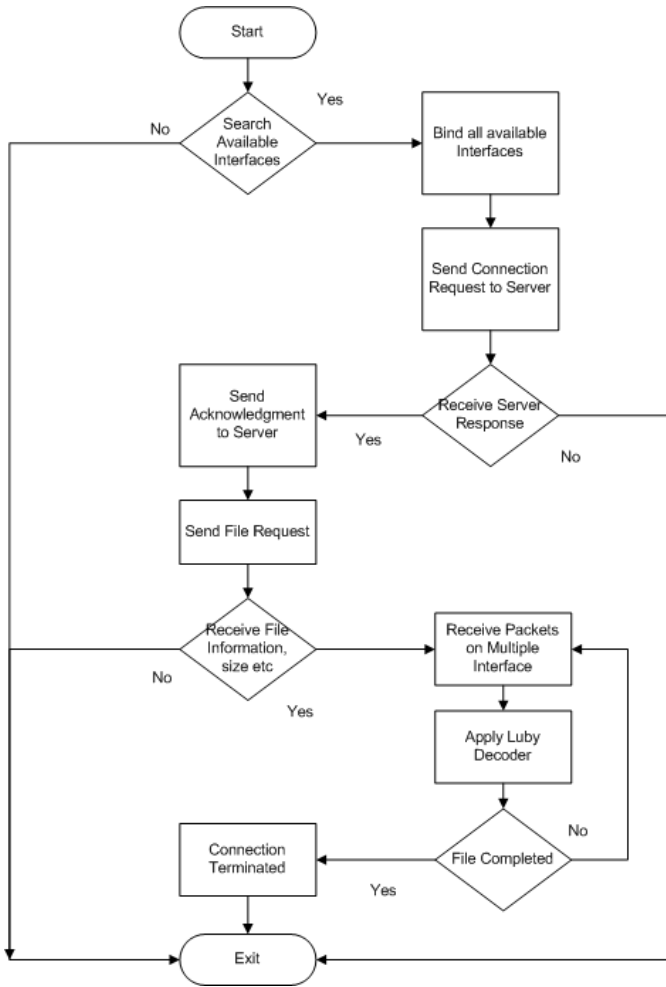 Start
Yes
No
Search
Available
Interfaces
Bind all available
Interfaces
Send Connection
Request to Server
Send
Acknowledgment
to Server
Receive Server
Response
Yes
No
Send File Request
Receive File
Information,
size etc
Receive Packets
on Multiple
Interface
No
Yes
Apply Luby
Decoder
No
Connection
Terminated
File Completed
Yes
Exit